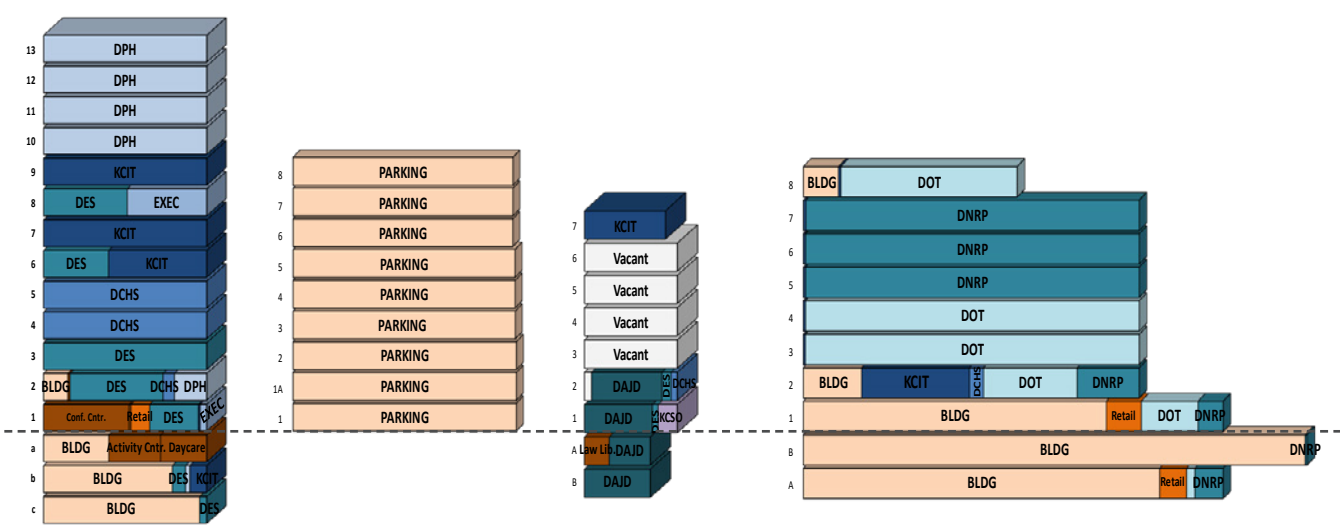 13 DPH
12 DPH
11 DPH
10 DPH
9 KCIT
8 DES EXEC
7 KCIT
6 DES KCIT
5 DCHS
4 DCHS
3 DES
2 BLDG DES DCHS DPH
1 Conf. Cntr. Retail DES EXEC
a BLDG Activity Cntr. Daycare
b BLDG DES KCIT
c BLDG DES
8 PARKING
7 PARKING
6 PARKING
5 PARKING
4 PARKING
3 PARKING
2 PARKING
1A PARKING
1 PARKING
7 KCIT
6 Vacant
5 Vacant
4 Vacant
3 Vacant
2 DAJD DES DCHS
1 DAJD DES KCSO
A Law Lib. DAJD
B DAJD
8 BLDG DOT
7 DNRP
6 DNRP
5 DNRP
4 DOT
3 DOT
2 BLDG KCIT DCHS DOT DNRP
1 BLDG Retail DOT DNRP
B BLDG DNRP
A BLDG Retail DNRP